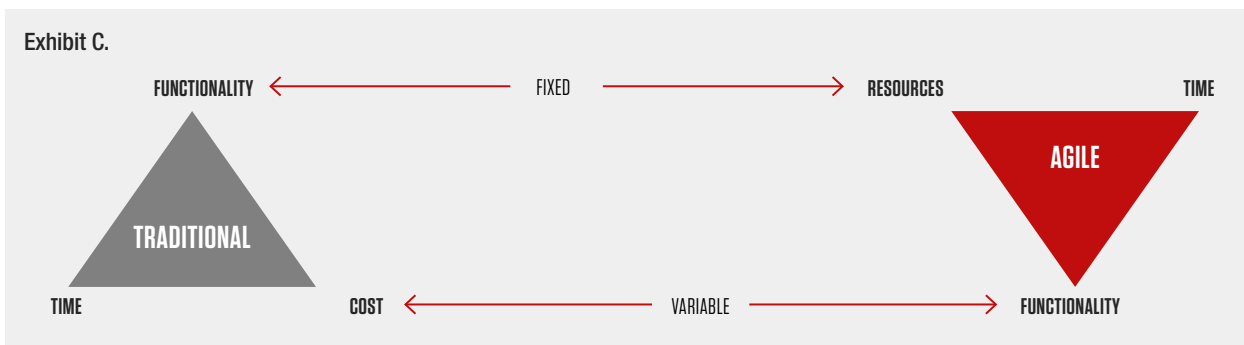 Exhibit C.
FUNCTIONALITY FIXED RESOURCES TIME
AGILE
TRADITIONAL
TIME COST VARIABLE FUNCTIONALITY